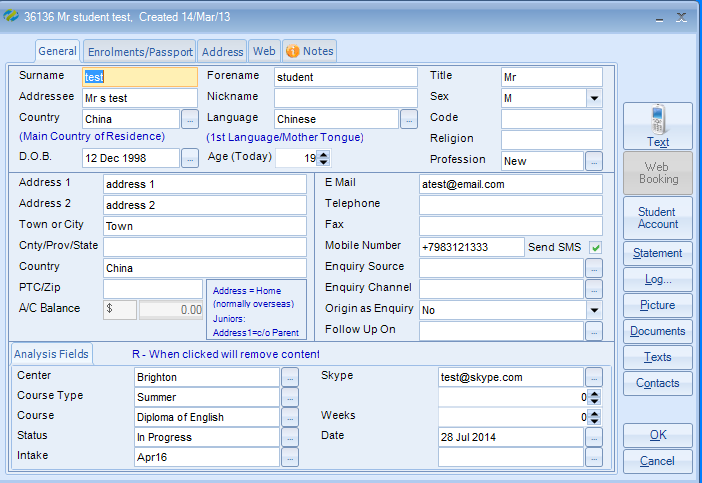 36136 Mr student test, Created 14/Mar/13
General Enrolments/Passport Address Web Notes
Surname test Forename student Title Mr
Addressee Mr s test Nickname Sex M
Country China ... Language Chinese ... Code
(Main Country of Residence) (1st Language/Mother Tongue) Religion
D.O.B. 12 Dec 1998 ... Age (Today) 19 Profession New ...
Address 1 address 1 E Mail atest@email.com
Address 2 address 2 Telephone
Town or City Town Fax
Cnty/Prov/State Mobile Number +7983121333 Send SMS
Country China Enquiry Source ...
PTC/Zip Enquiry Channel ...
A/C Balance $ 0.00 Origin as Enquiry No
Follow Up On ...
Address = Home
(normally overseas)
Juniors:
Address1=c/o Parent
Analysis Fields R - When clicked will remove content
Center Brighton ... Skype test@skype.com ...
Course Type Summer ... 0
Course Diploma of English ... Weeks 0
Status In Progress ... Date 28 Jul 2014 ...
Intake Apr16 ... ...
Text
Web
Booking
Student
Account
Statement
Log...
Picture
Documents
Texts
Contacts
OK
Cancel